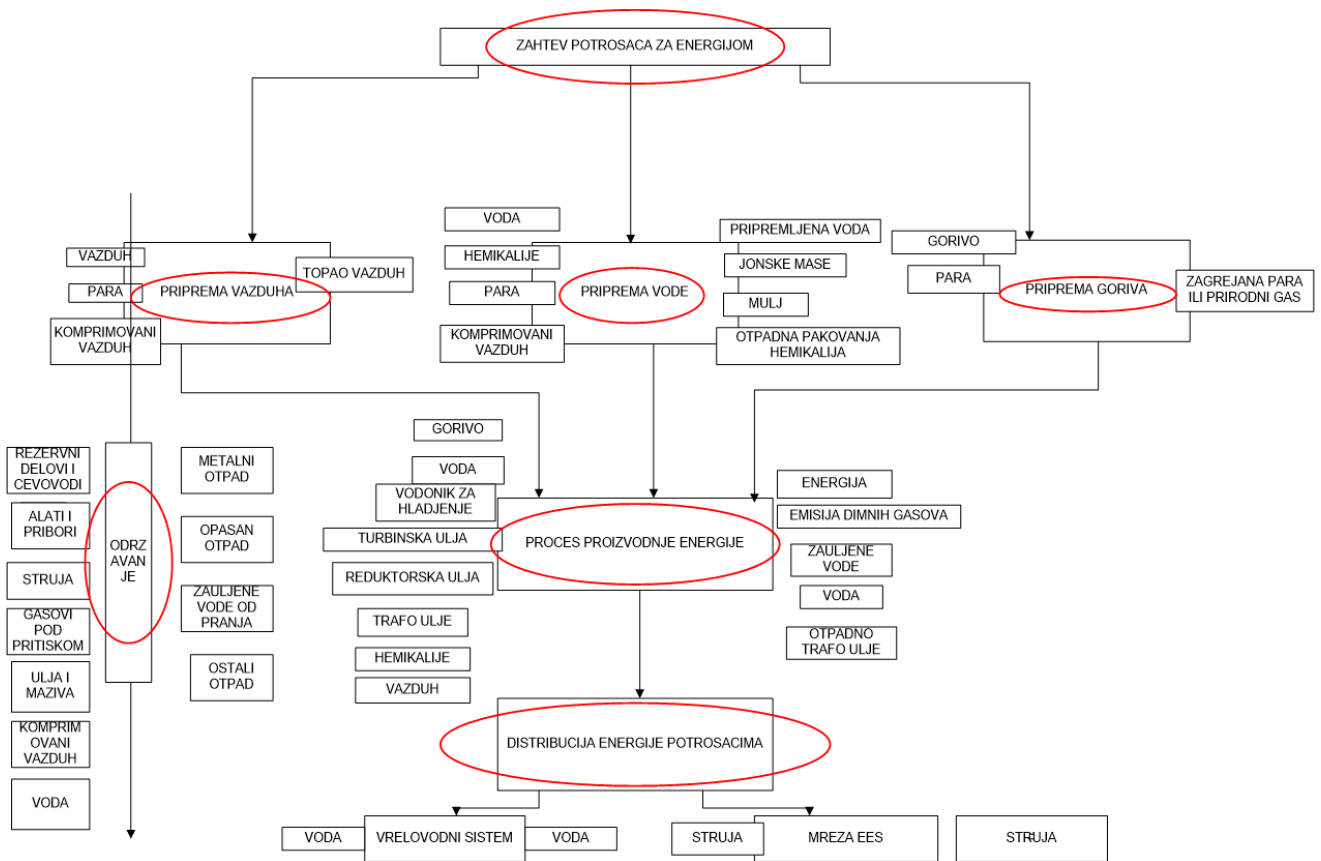 ZAHTEV POTROSACA ZA ENERGIJOM
VAZDUH
PARA
KOMPRIMOVANI
VAZDUH
PRIPREMA VAZDUHA
TOPAO VAZDUH
VODA
HEMIKALIJE
PARA
KOMPRIMOVANI
VAZDUH
PRIPREMA VODE
PRIPREMLJENA VODA
JONSKE MASE
MULJ
OTPADNA PAKOVANJA
HEMIKALIJA
GORIVO
PARA
PRIPREMA GORIVA
ZAGREJANA PARA
ILI PRIRODNI GAS
REZERVNI
DELOVI I
CEVOVODI
ALATI I
PRIBORI
STRUJA
GASOVI
POD
PRITISKOM
ULJA I
MAZIVA
KOMPRIM
OVANI
VAZDUH
VODA
ODRZ
AVAN
JE
METALNI
OTPAD
OPASAN
OTPAD
ZAULJENE
VODE OD
PRANJA
OSTALI
OTPAD
GORIVO
VODA
VODONIK ZA
HLADJENJE
TURBINSKA ULJA
REDUKTORSKA ULJA
TRAFO ULJE
HEMIKALIJE
VAZDUH
PROCES PROIZVODNJE ENERGIJE
ENERGIJA
EMISIJA DIMNIH GASOVA
ZAULJENE
VODE
VODA
OTPADNO
TRAFO ULJE
DISTRIBUCIJA ENERGIJE POTROSACIMA
VODA
VRELOVODNI SISTEM
VODA
STRUJA
MREZA EES
STRUJA